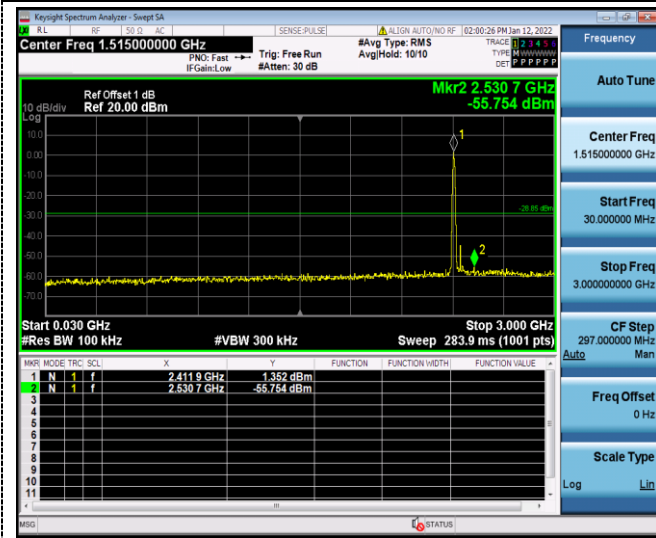 Keysight Spectrum Analyzer - Swept SA
RL RF 50 Ω AC SENSE:PULSE ALIGN AUTO/NO RF 02:00:26 PM Jan 12, 2022
Center Freq 1.515000000 GHz
PNO: Fast
IFGain:Low
Trig: Free Run
#Atten: 30 dB
#Avg Type: RMS
Avg|Hold: 10/10
TRACE 1 2 3 4 5 6
TYPE MWWWWW
DET P P P P P P
Ref Offset 1 dB
10 dB/div Ref 20.00 dBm
Log
Mkr2 2.530 7 GHz
-55.754 dBm
10.0
0.00
-10.0
-20.0
-30.0
-40.0
-50.0
-60.0
-70.0
1
2
Start 0.030 GHz Stop 3.000 GHz
#Res BW 100 kHz #VBW 300 kHz Sweep 283.9 ms (1001 pts)
MKR MODE TRC SCL X Y FUNCTION FUNCTION WIDTH FUNCTION VALUE
1 N 1 f 2.411 9 GHz 1.352 dBm
2 N 1 f 2.530 7 GHz -55.754 dBm
3
4
5
6
7
8
9
10
11
MSG STATUS
Frequency
Auto Tune
Center Freq
1.515000000 GHz
Start Freq
30.000000 MHz
Stop Freq
3.000000000 GHz
CF Step
297.000000 MHz
Auto Man
Freq Offset
0 Hz
Scale Type
Log Lin